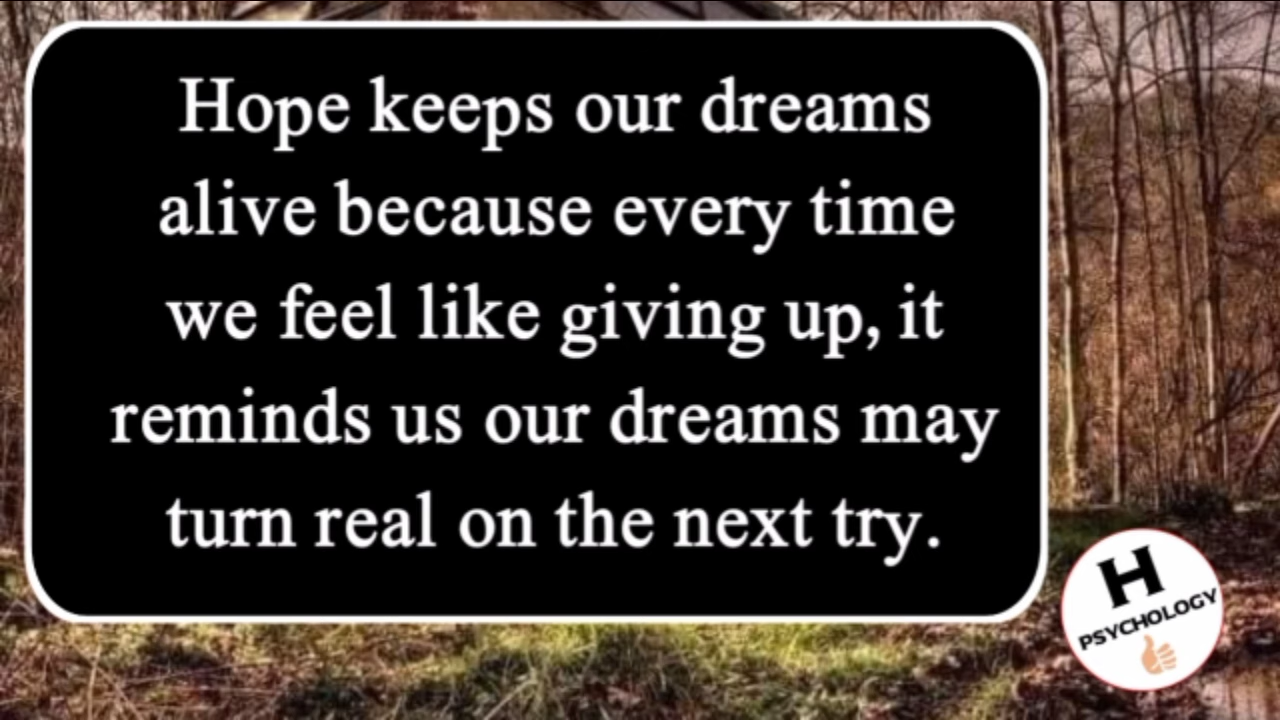 Hope keeps our dreams
alive because every time
we feel like giving up, it
reminds us our dreams may
turn real on the next try.
H
PSYCHOLOGY